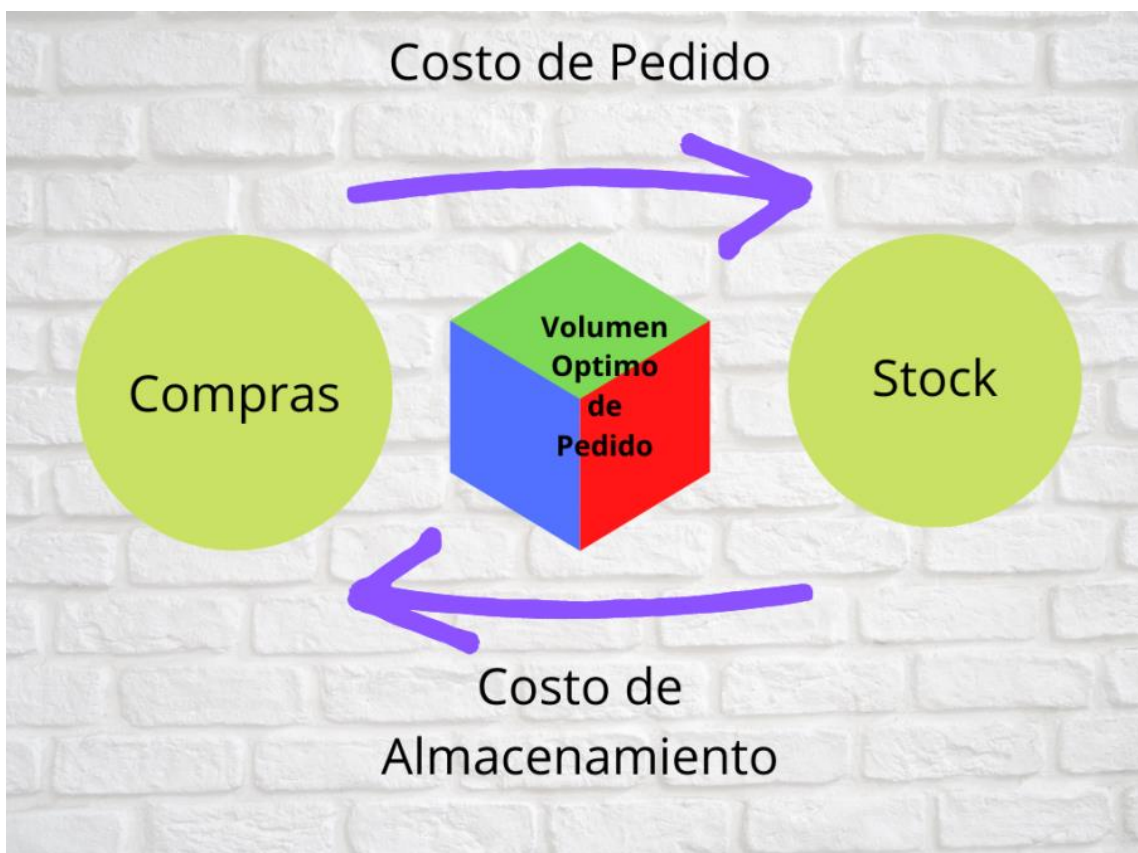 Costo de Pedido
Compras
Volumen
Optimo
de
Pedido
Stock
Costo de
Almacenamiento